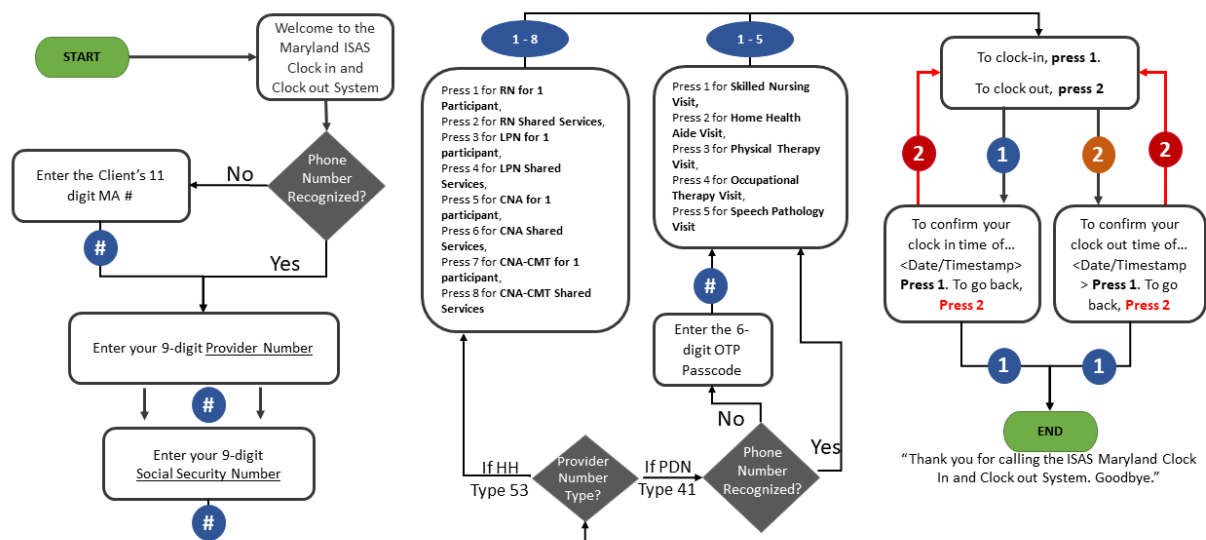 START
Welcome to the
Maryland ISAS
Clock in and
Clock out System
Phone
Number
Recognized?
No
Enter the Client's 11
digit MA #
#
Yes
Enter your 9-digit Provider Number
#
Enter your 9-digit
Social Security Number
#
Provider
Number
Type?
If HH
Type 53
1 - 8
Press 1 for RN for 1
Participant,
Press 2 for RN Shared Services,
Press 3 for LPN for 1
participant,
Press 4 for LPN Shared
Services,
Press 5 for CNA for 1
participant,
Press 6 for CNA Shared
Services,
Press 7 for CNA-CMT for 1
participant,
Press 8 for CNA-CMT Shared
Services
If PDN
Type 41
Phone
Number
Recognized?
No
Enter the 6-
digit OTP
Passcode
#
Yes
1 - 5
Press 1 for Skilled Nursing
Visit,
Press 2 for Home Health
Aide Visit,
Press 3 for Physical Therapy
Visit,
Press 4 for Occupational
Therapy Visit,
Press 5 for Speech Pathology
Visit
To clock-in, press 1.
To clock out, press 2
2
1
2
2
To confirm your
clock in time of...
<Date/Timestamp>
Press 1. To go back,
Press 2
To confirm your
clock out time of...
<Date/Timestamp
> Press 1. To go
back, Press 2
1
1
END
“Thank you for calling the ISAS Maryland Clock
In and Clock out System. Goodbye.”